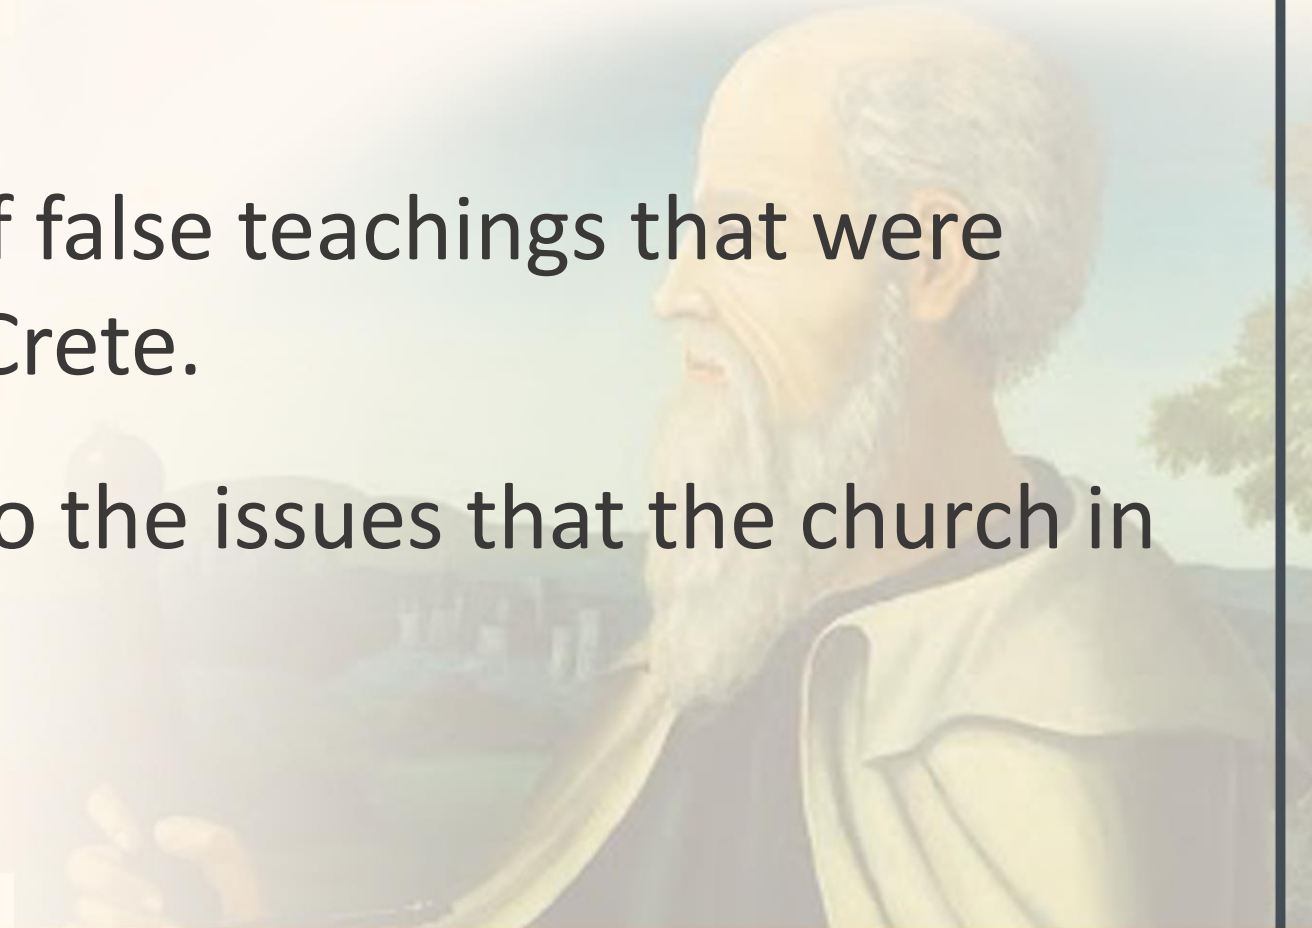 f false teachings that were
Crete.
o the issues that the church in